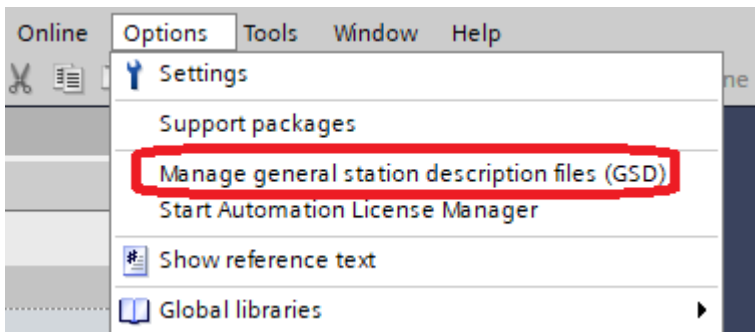 Online Options Tools Window Help
Settings
ne
Support packages
Manage general station description files (GSD)
Start Automation License Manager
Show reference text
Global libraries